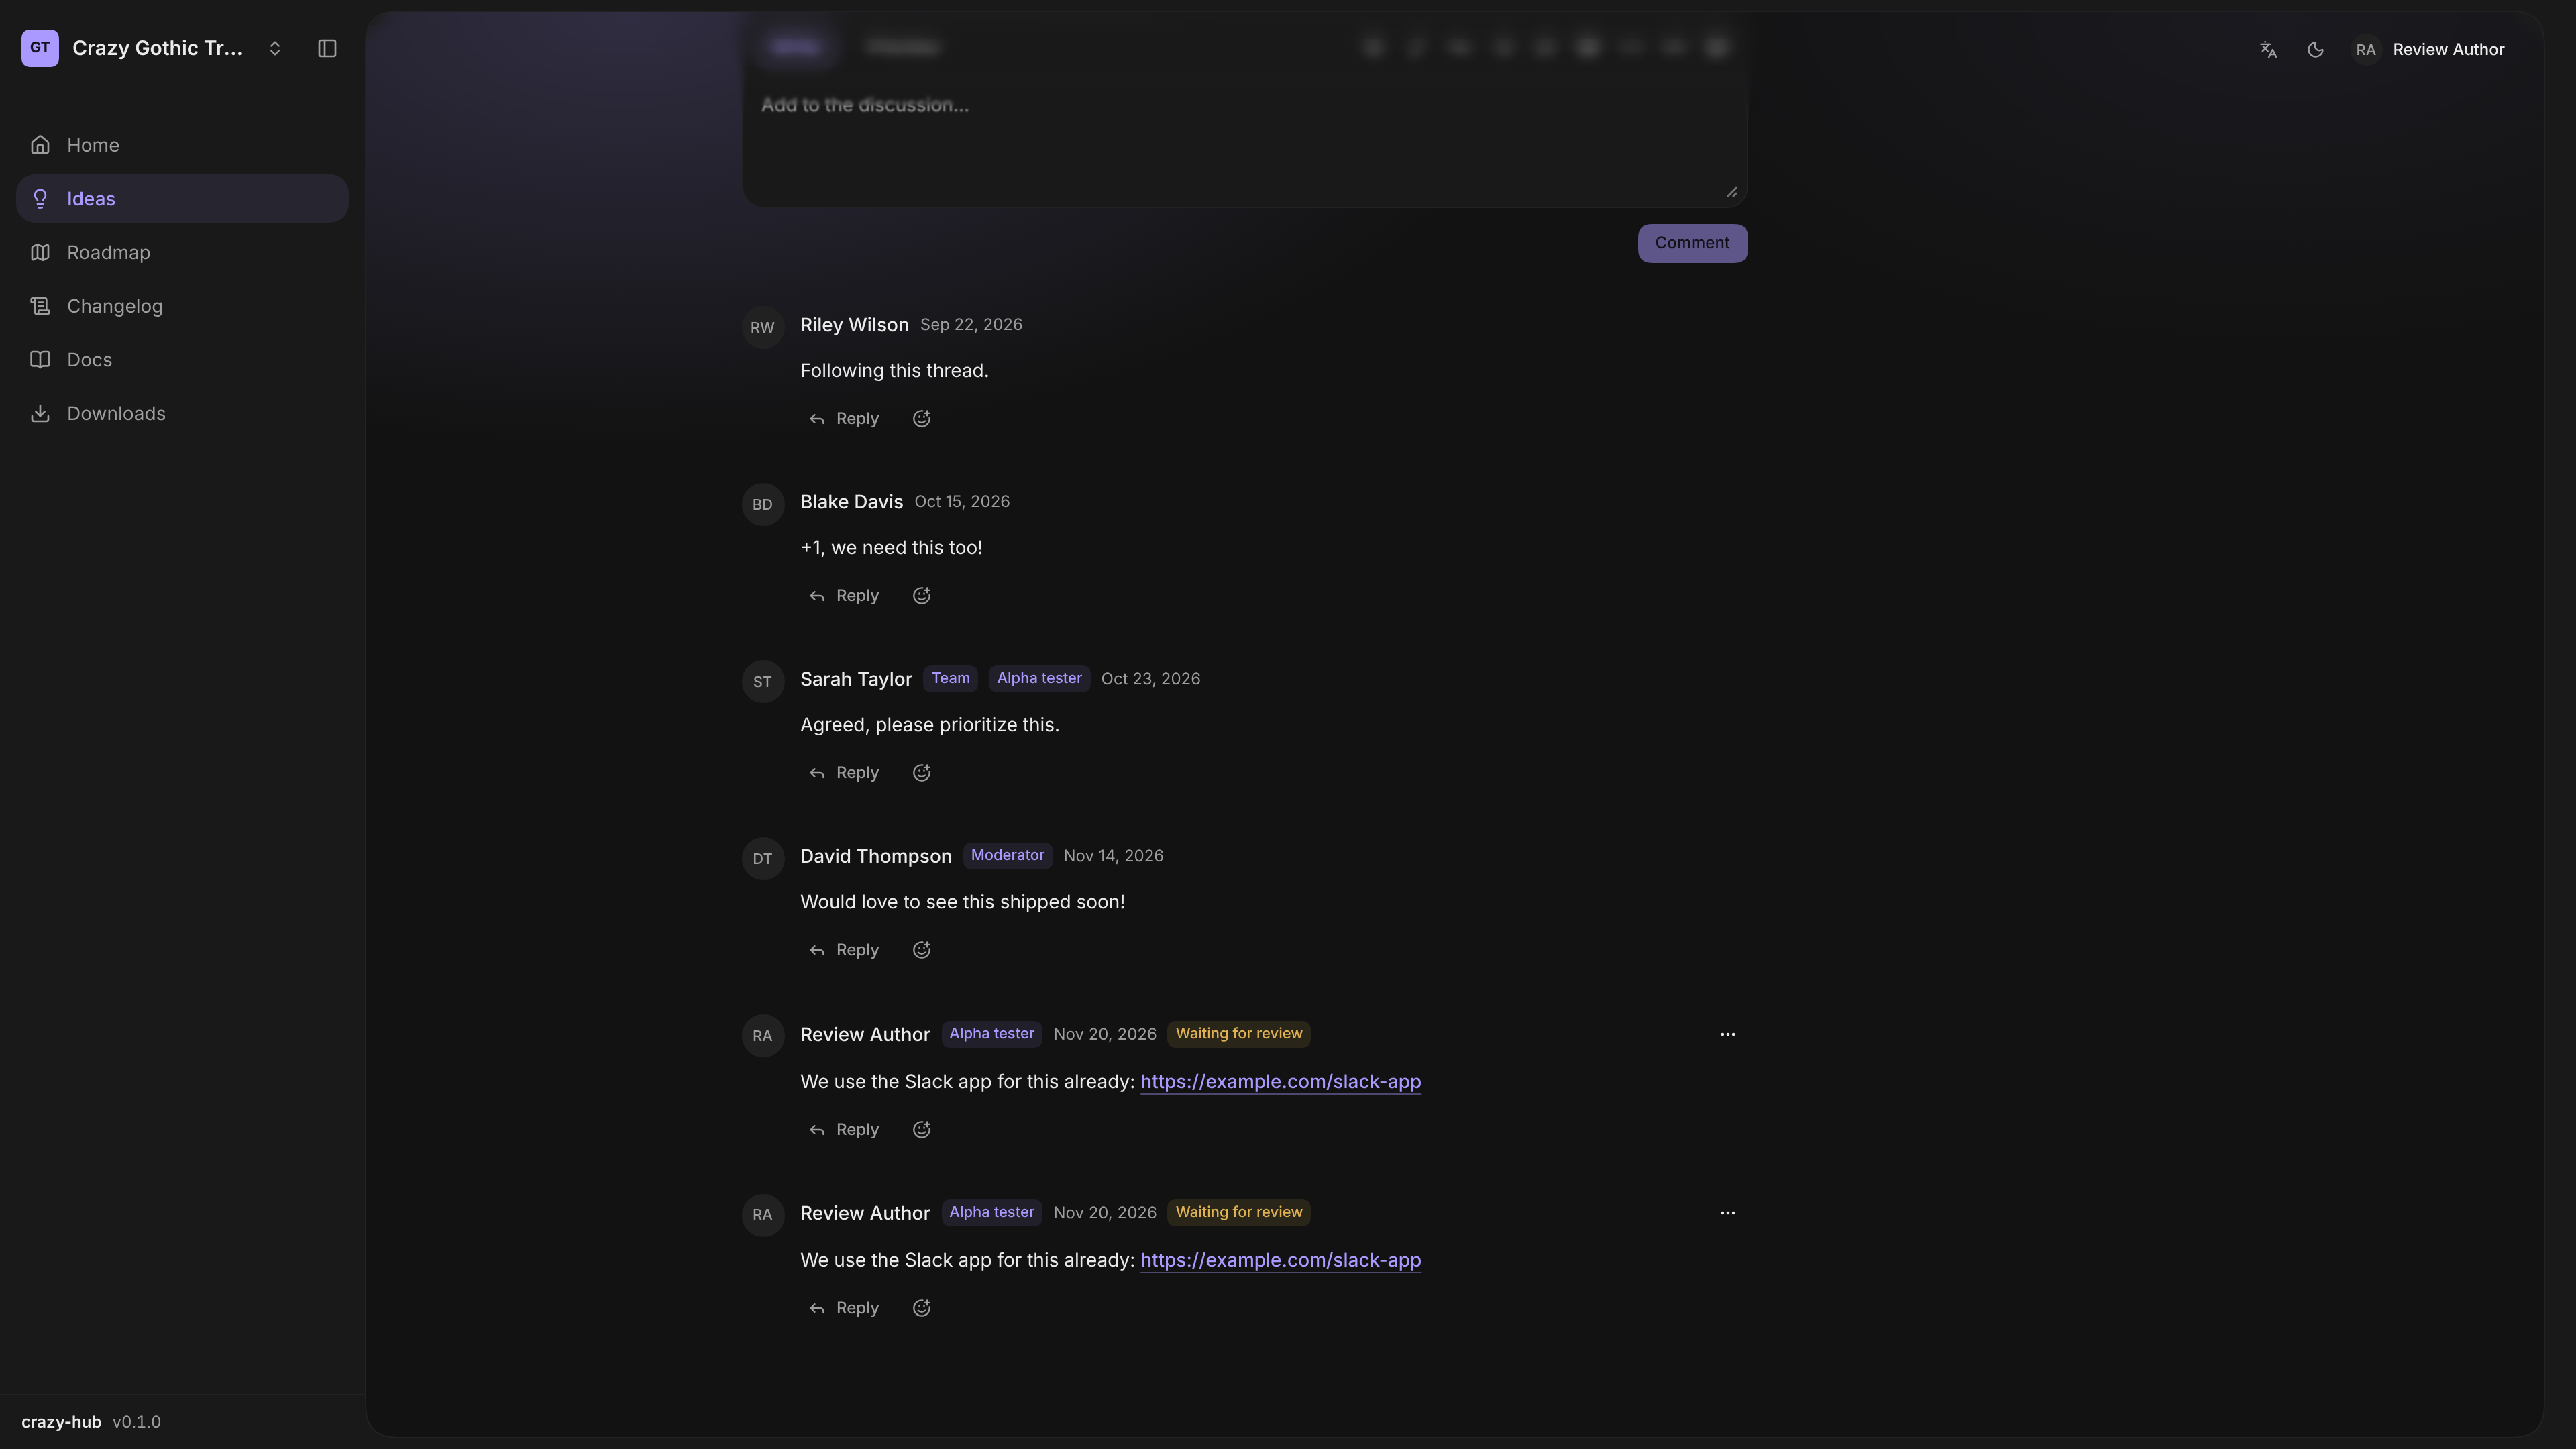 GT
Crazy Gothic Tr...
Home
Ideas
Roadmap
Changelog
Docs
Downloads
crazy-hub v0.1.0
RA Review Author
Add to the discussion...
Comment
RW
Riley Wilson Sep 22, 2026
Following this thread.
Reply
BD
Blake Davis Oct 15, 2026
+1, we need this too!
Reply
ST
Sarah Taylor Team Alpha tester Oct 23, 2026
Agreed, please prioritize this.
Reply
DT
David Thompson Moderator Nov 14, 2026
Would love to see this shipped soon!
Reply
RA
Review Author Alpha tester Nov 20, 2026 Waiting for review
We use the Slack app for this already: https://example.com/slack-app
Reply
RA
Review Author Alpha tester Nov 20, 2026 Waiting for review
We use the Slack app for this already: https://example.com/slack-app
Reply